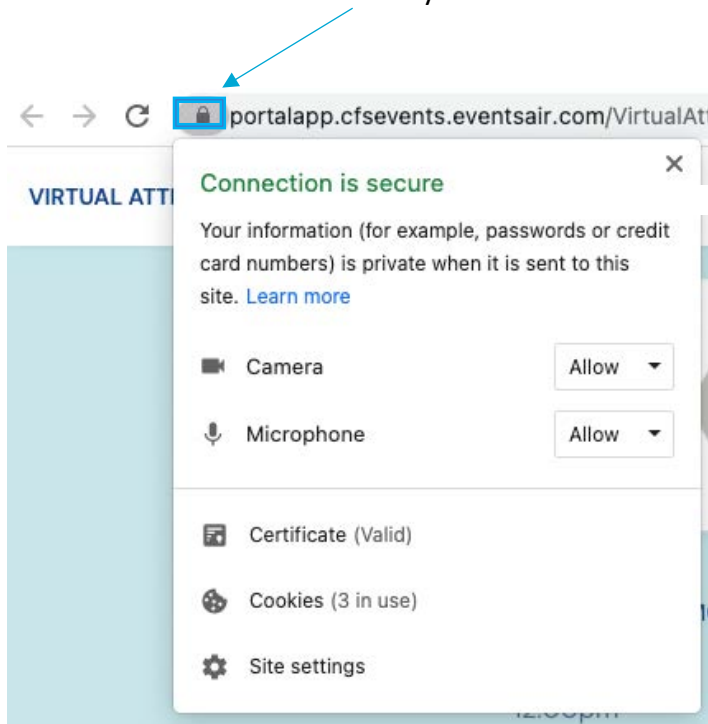 portalapp.cfsevents.eventsair.com/VirtualAtt
VIRTUAL ATT
Connection is secure
Your information (for example, passwords or credit
card numbers) is private when it is sent to this
site. Learn more
Camera Allow
Microphone Allow
Certificate (Valid)
Cookies (3 in use)
Site settings